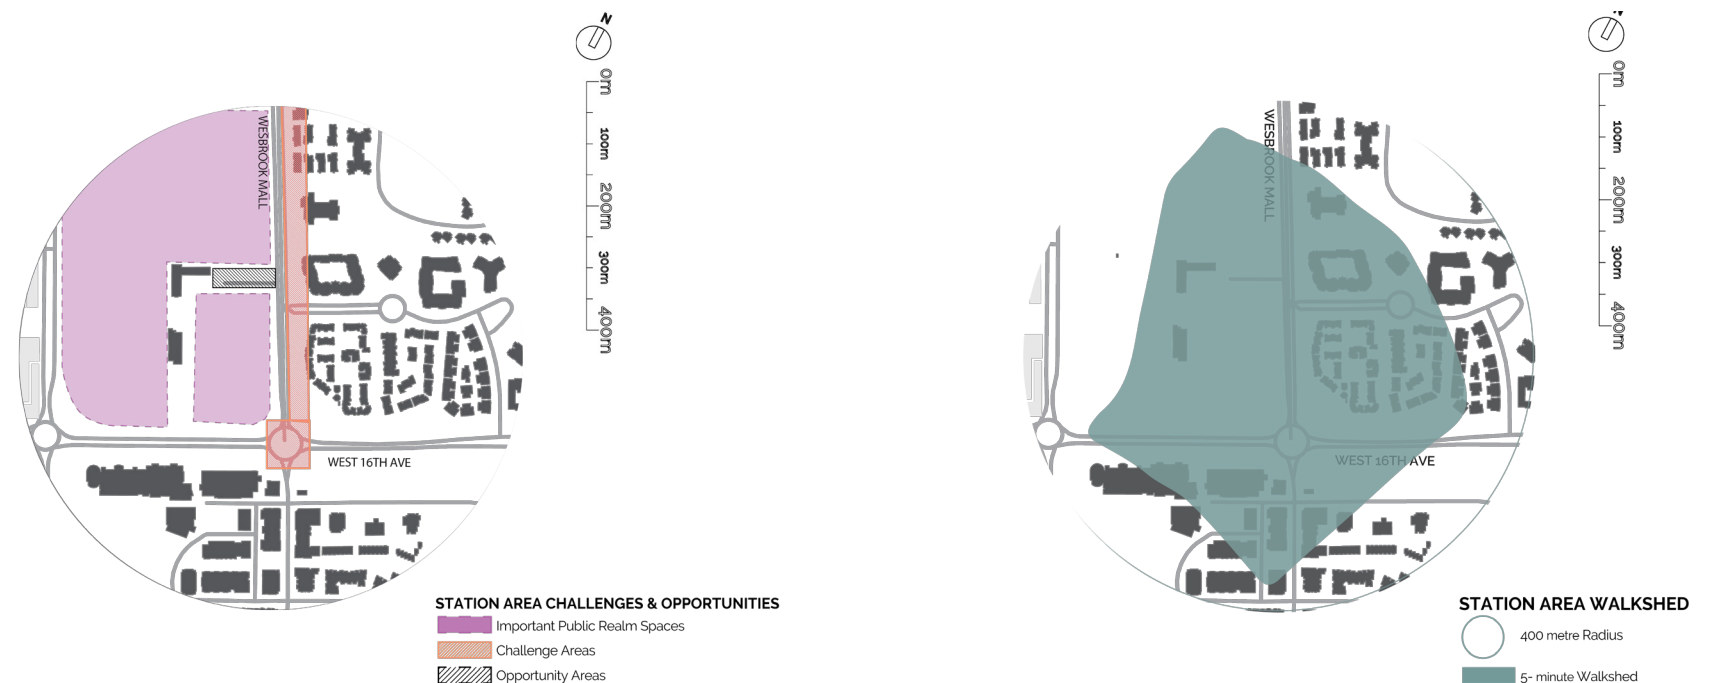 N
0m
100m
200m
300m
400m
WESBROOK MALL
WEST 16TH AVE
STATION AREA CHALLENGES & OPPORTUNITIES
Important Public Realm Spaces
Challenge Areas
Opportunity Areas
N
0m
100m
200m
300m
400m
WESBROOK MALL
WEST 16TH AVE
STATION AREA WALKSHED
400 metre Radius
5- minute Walkshed